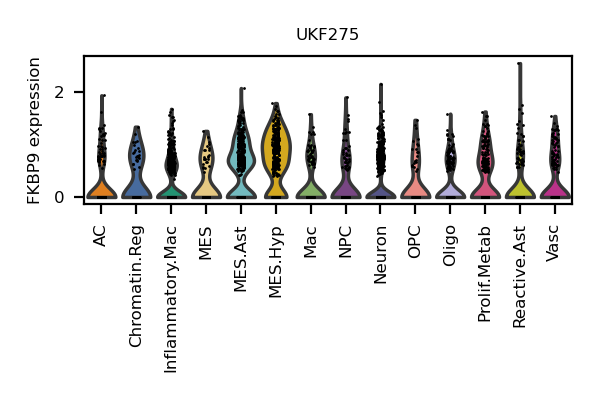 UKF275
FKBP9 expression
2
0
AC
Chromatin.Reg
Inflammatory.Mac
MES
MES.Ast
MES.Hyp
Mac
NPC
Neuron
OPC
Oligo
Prolif.Metab
Reactive.Ast
Vasc